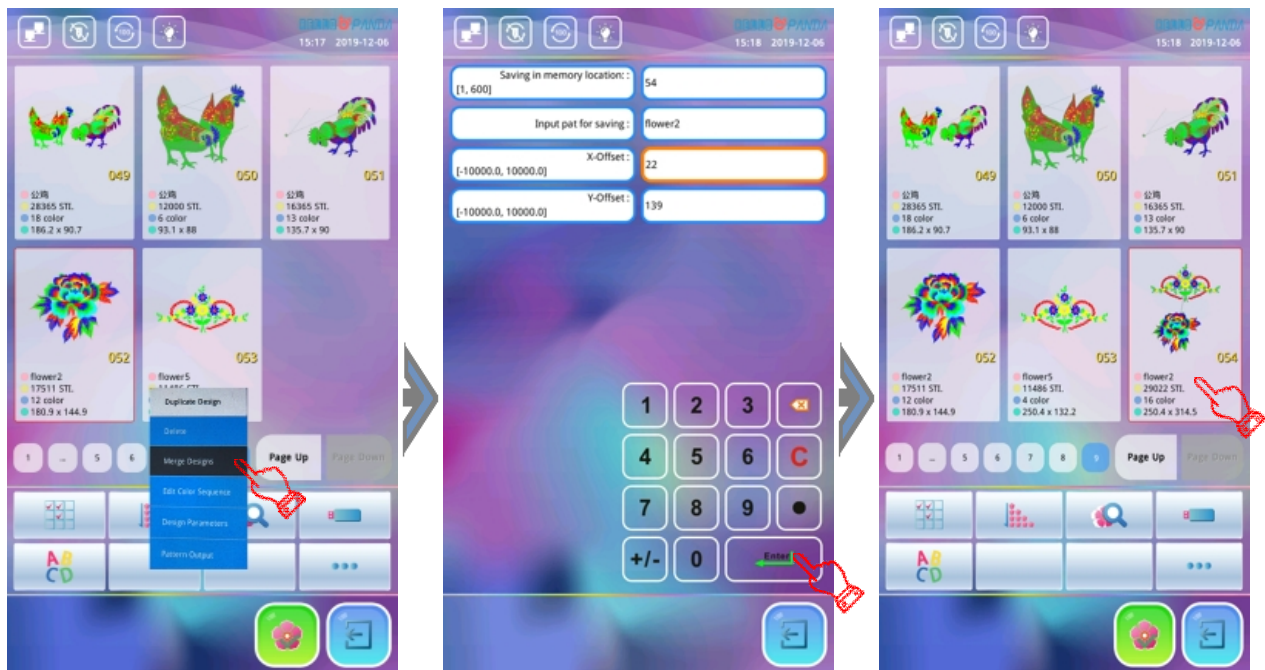 PANDA
15:17 2019-12-06
049
公鸡
28365 STI.
18 color
186.2 x 90.7
050
公鸡
12000 STI.
6 color
93.1 x 88
051
公鸡
16365 STI.
13 color
135.7 x 90
052
flower2
17511 STI.
12 color
180.9 x 144.9
053
flower5
11486 STI.
Duplicate Design
Delete
Merge Designs
Edit Color Sequence
Design Parameters
Pattern Output
1 ... 5 6
Page Up
Page Down
AB
CD
PANDA
15:18 2019-12-06
Saving in memory location: :
[1, 600]
54
Input pat for saving :
flower2
X-Offset :
[-10000.0, 10000.0]
22
Y-Offset :
[-10000.0, 10000.0]
139
1 2 3
4 5 6 C
7 8 9 ●
+/- 0 Enter
PANDA
15:18 2019-12-06
049
公鸡
28365 STI.
18 color
186.2 x 90.7
050
公鸡
12000 STI.
6 color
93.1 x 88
051
公鸡
16365 STI.
13 color
135.7 x 90
052
flower2
17511 STI.
12 color
180.9 x 144.9
053
flower5
11486 STI.
4 color
250.4 x 132.2
054
flower2
29022 STI.
16 color
250.4 x 314.5
1 ... 5 6 7 8 9
Page Up
Page Down
AB
CD